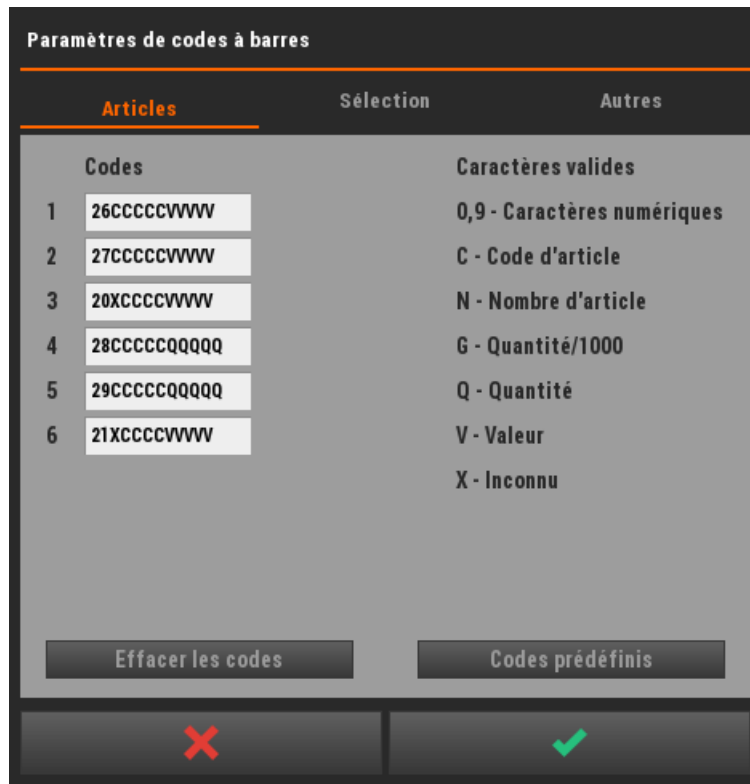 Paramètres de codes à barres
Articles Sélection Autres
Codes Caractères valides
1 26CCCCCVVVVV 0,9 - Caractères numériques
2 27CCCCCVVVVV C - Code d'article
3 20XCCCCVVVVV N - Nombre d'article
4 28CCCCCQQQQQ G - Quantité/1000
5 29CCCCCQQQQQ Q - Quantité
6 21XCCCCVVVVV V - Valeur
X - Inconnu
Effacer les codes Codes prédéfinis